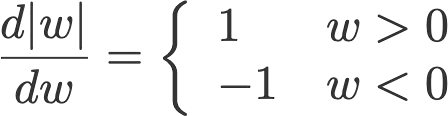 d|w|/dw = { 1 w > 0
−1 w < 0